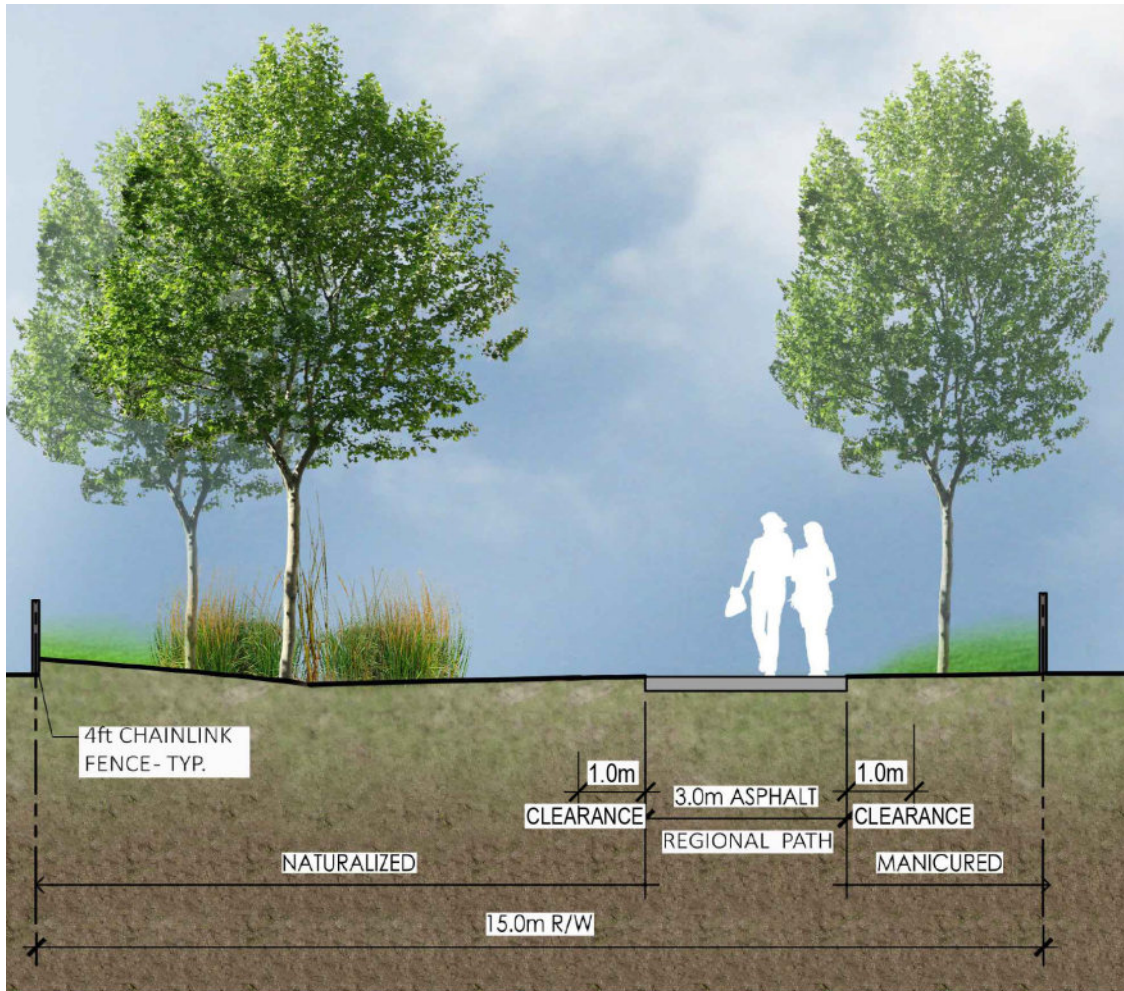 4ft CHAINLINK
FENCE- TYP.
1.0m
CLEARANCE
3.0m ASPHALT
REGIONAL PATH
1.0m
CLEARANCE
NATURALIZED
MANICURED
15.0m R/W